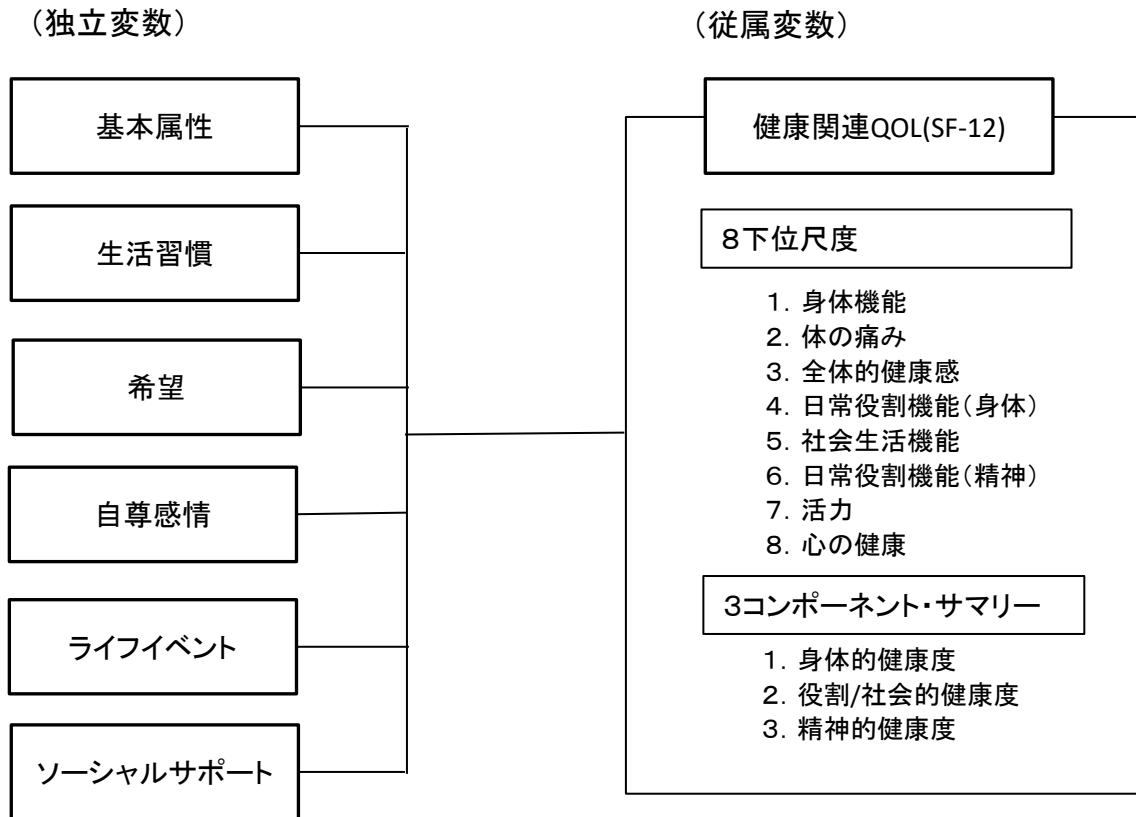 (独立変数)
基本属性
生活習慣
希望
自尊感情
ライフイベント
ソーシャルサポート
(従属変数)
健康関連QOL(SF-12)
8下位尺度
1. 身体機能
2. 体の痛み
3. 全体的健康感
4. 日常役割機能(身体)
5. 社会生活機能
6. 日常役割機能(精神)
7. 活力
8. 心の健康
3コンポーネント・サマリー
1. 身体的健康度
2. 役割/社会的健康度
3. 精神的健康度